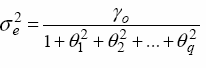 σ_e^2 = γ_o / (1 + θ_1^2 + θ_2^2 + ... + θ_q^2)